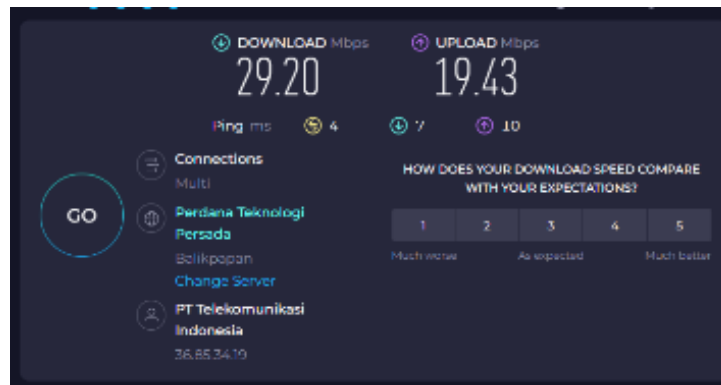 DOWNLOAD Mbps
UPLOAD Mbps
29.20
19.43
Ping ms 4 7 10
Connections
Multi
HOW DOES YOUR DOWNLOAD SPEED COMPARE
WITH YOUR EXPECTATIONS?
GO
Perdana Teknologi
Persada
Balikpapan
Change Server
1 2 3 4 5
Much worse As expected Much better
PT Telekomunikasi
Indonesia
36.85.34.19